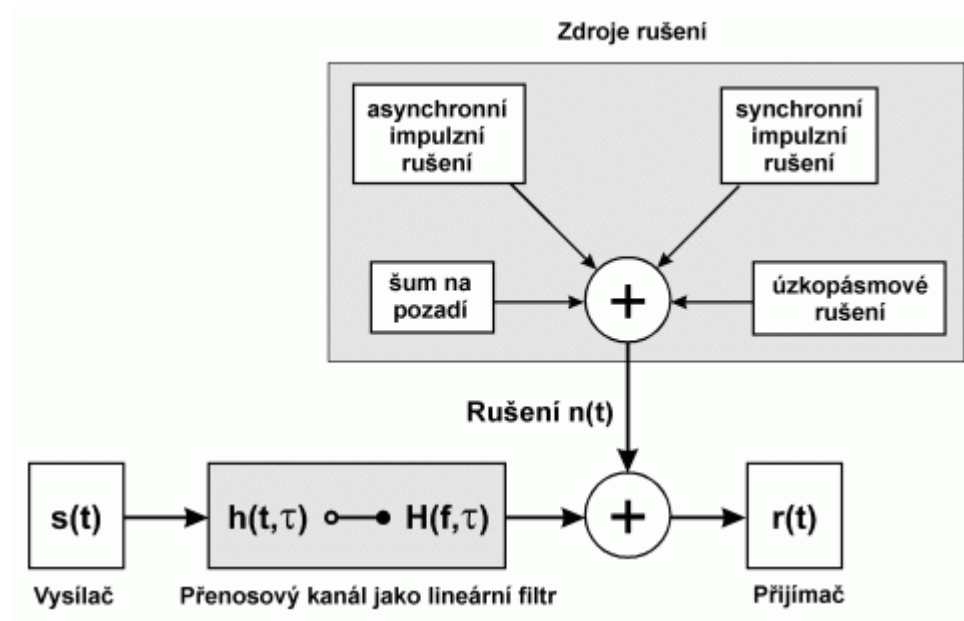 Zdroje rušení
asynchronní
impulzní
rušení
synchronní
impulzní
rušení
šum na
pozadí
+
úzkopásmové
rušení
Rušení n(t)
s(t)
h(t,τ)
H(f,τ)
+
r(t)
Vysílač
Přenosový kanál jako lineární filtr
Přijímač